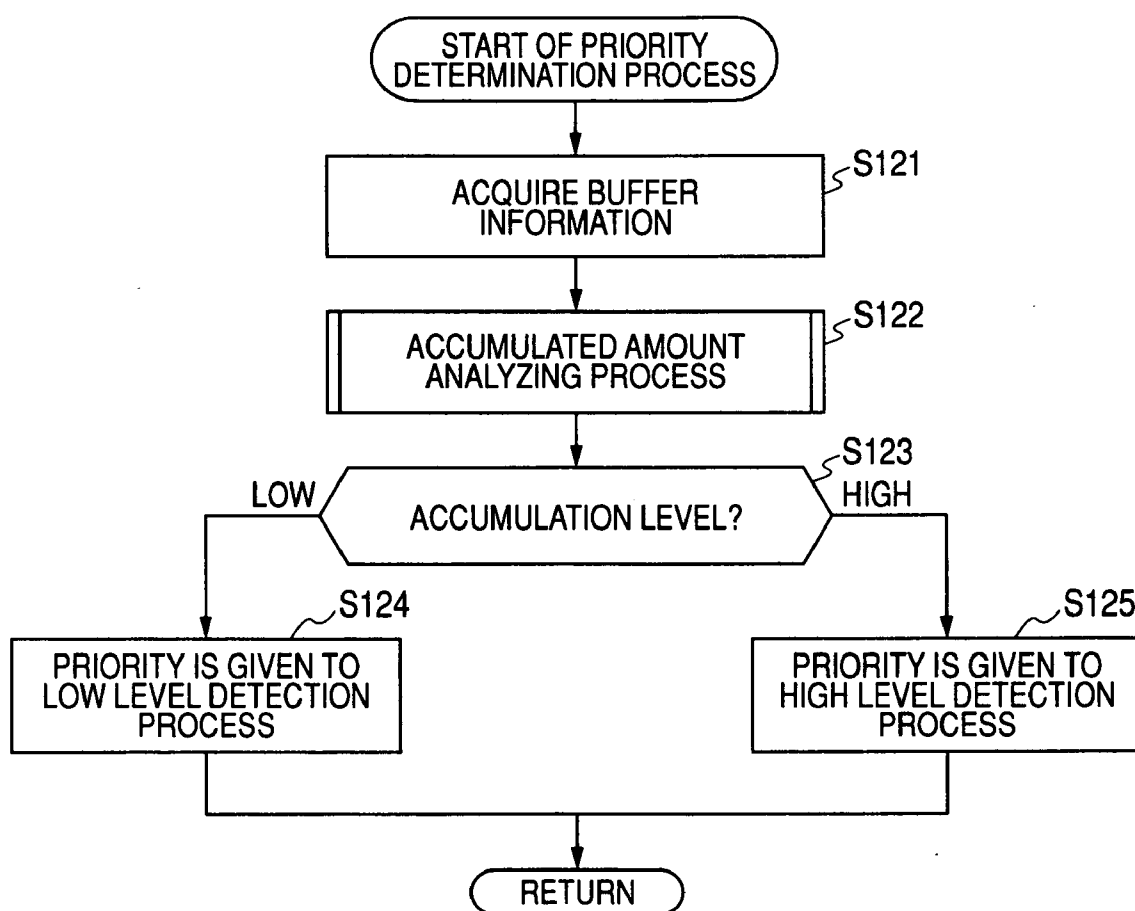 START OF PRIORITY
DETERMINATION PROCESS
S121
ACQUIRE BUFFER
INFORMATION
S122
ACCUMULATED AMOUNT
ANALYZING PROCESS
S123
LOW
HIGH
ACCUMULATION LEVEL?
S124
S125
PRIORITY IS GIVEN TO
LOW LEVEL DETECTION
PROCESS
PRIORITY IS GIVEN TO
HIGH LEVEL DETECTION
PROCESS
RETURN